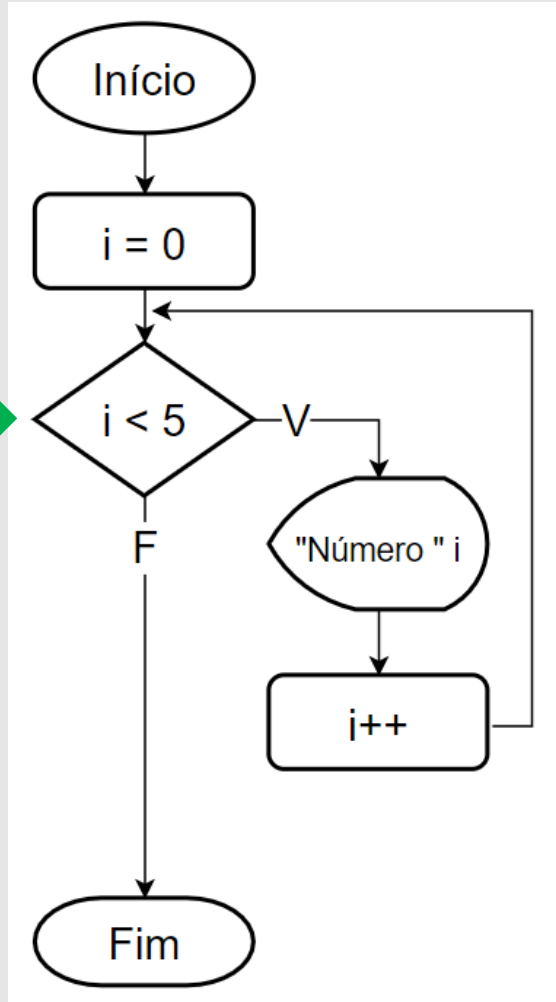 Início
i = 0
i < 5
V
F
"Número " i
i++
Fim